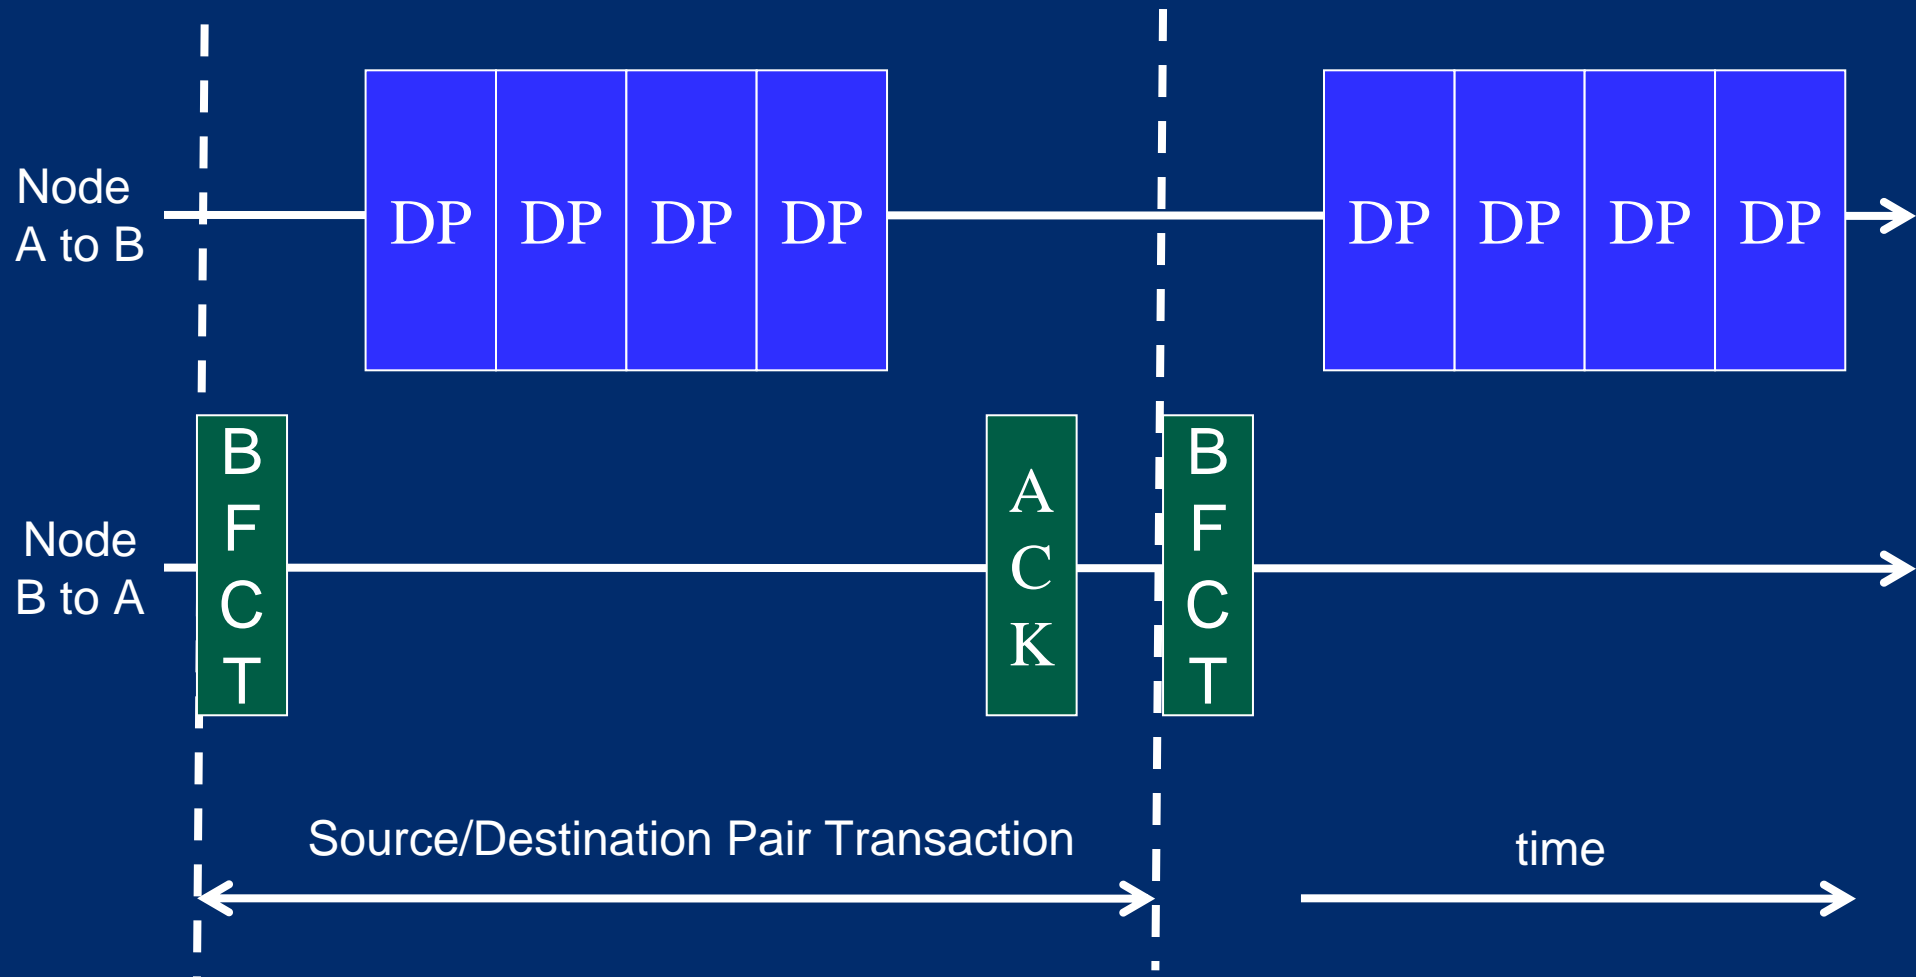 Node
A to B
DP DP DP DP
DP DP DP DP
Node
B to A
B
F
C
T
A
C
K
B
F
C
T
Source/Destination Pair Transaction
time